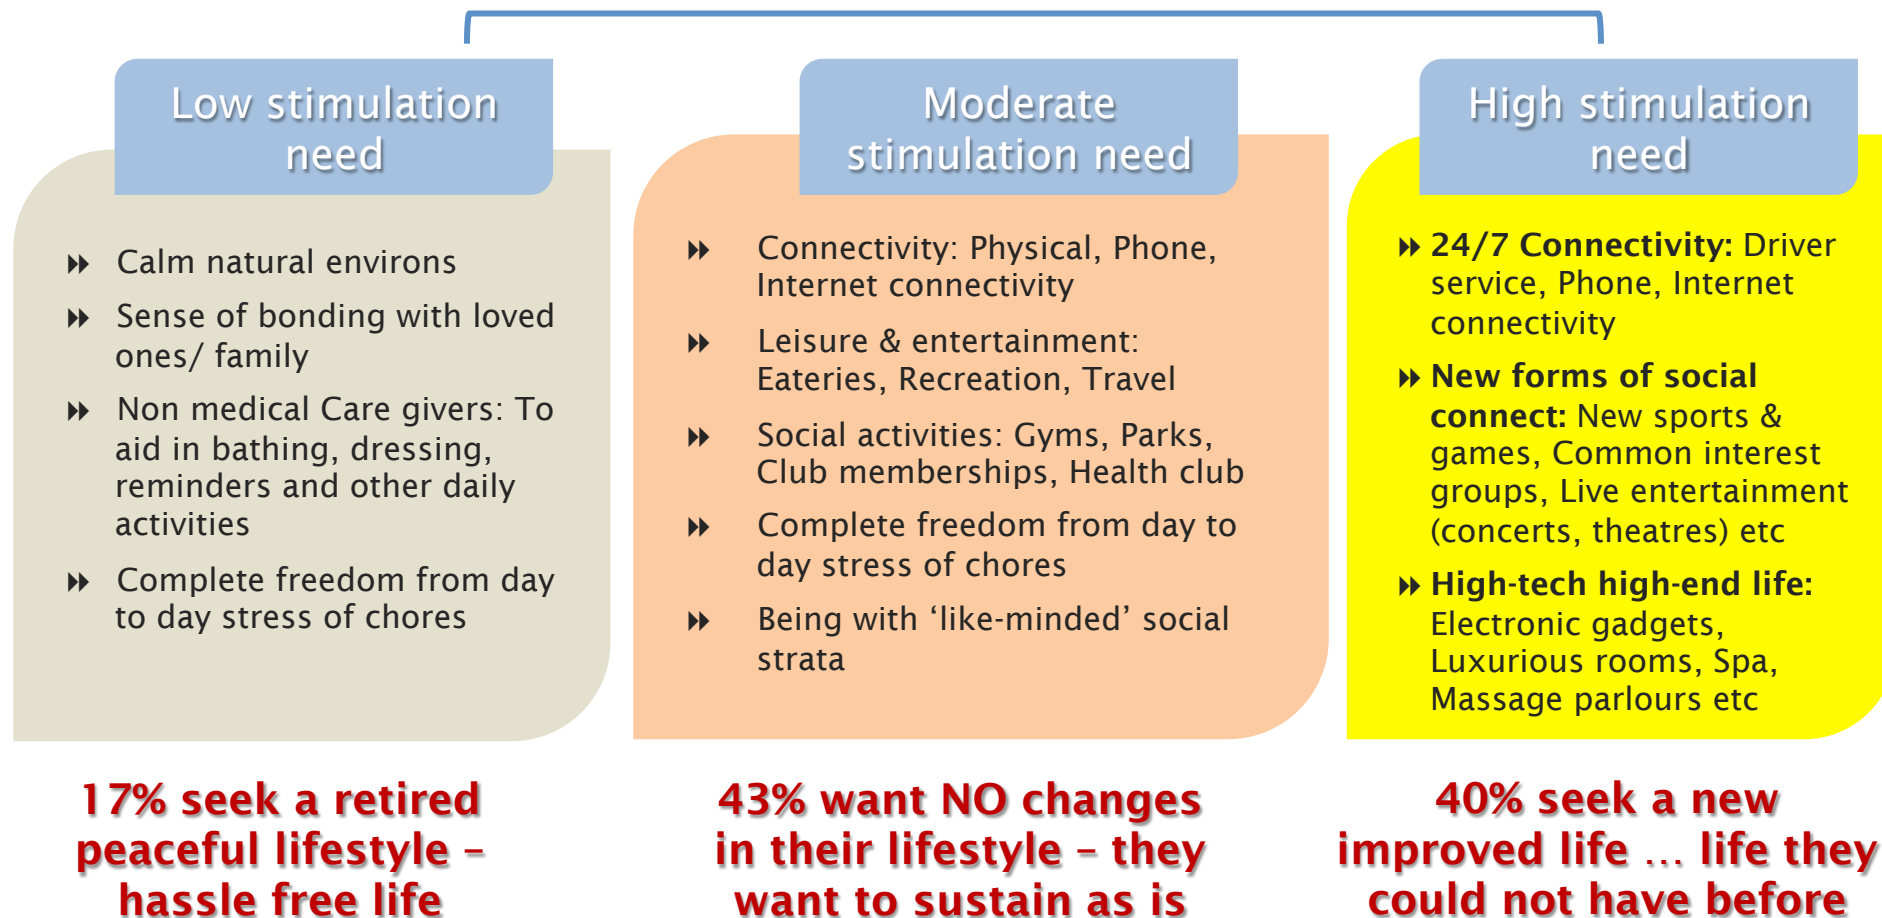 Low stimulation
need
Calm natural environs
Sense of bonding with loved
ones/ family
Non medical Care givers: To
aid in bathing, dressing,
reminders and other daily
activities
Complete freedom from day
to day stress of chores
17% seek a retired
peaceful lifestyle –
hassle free life
Moderate
stimulation need
Connectivity: Physical, Phone,
Internet connectivity
Leisure & entertainment:
Eateries, Recreation, Travel
Social activities: Gyms, Parks,
Club memberships, Health club
Complete freedom from day to
day stress of chores
Being with ‘like-minded’ social
strata
43% want NO changes
in their lifestyle – they
want to sustain as is
High stimulation
need
24/7 Connectivity: Driver
service, Phone, Internet
connectivity
New forms of social
connect: New sports &
games, Common interest
groups, Live entertainment
(concerts, theatres) etc
High-tech high-end life:
Electronic gadgets,
Luxurious rooms, Spa,
Massage parlours etc
40% seek a new
improved life … life they
could not have before